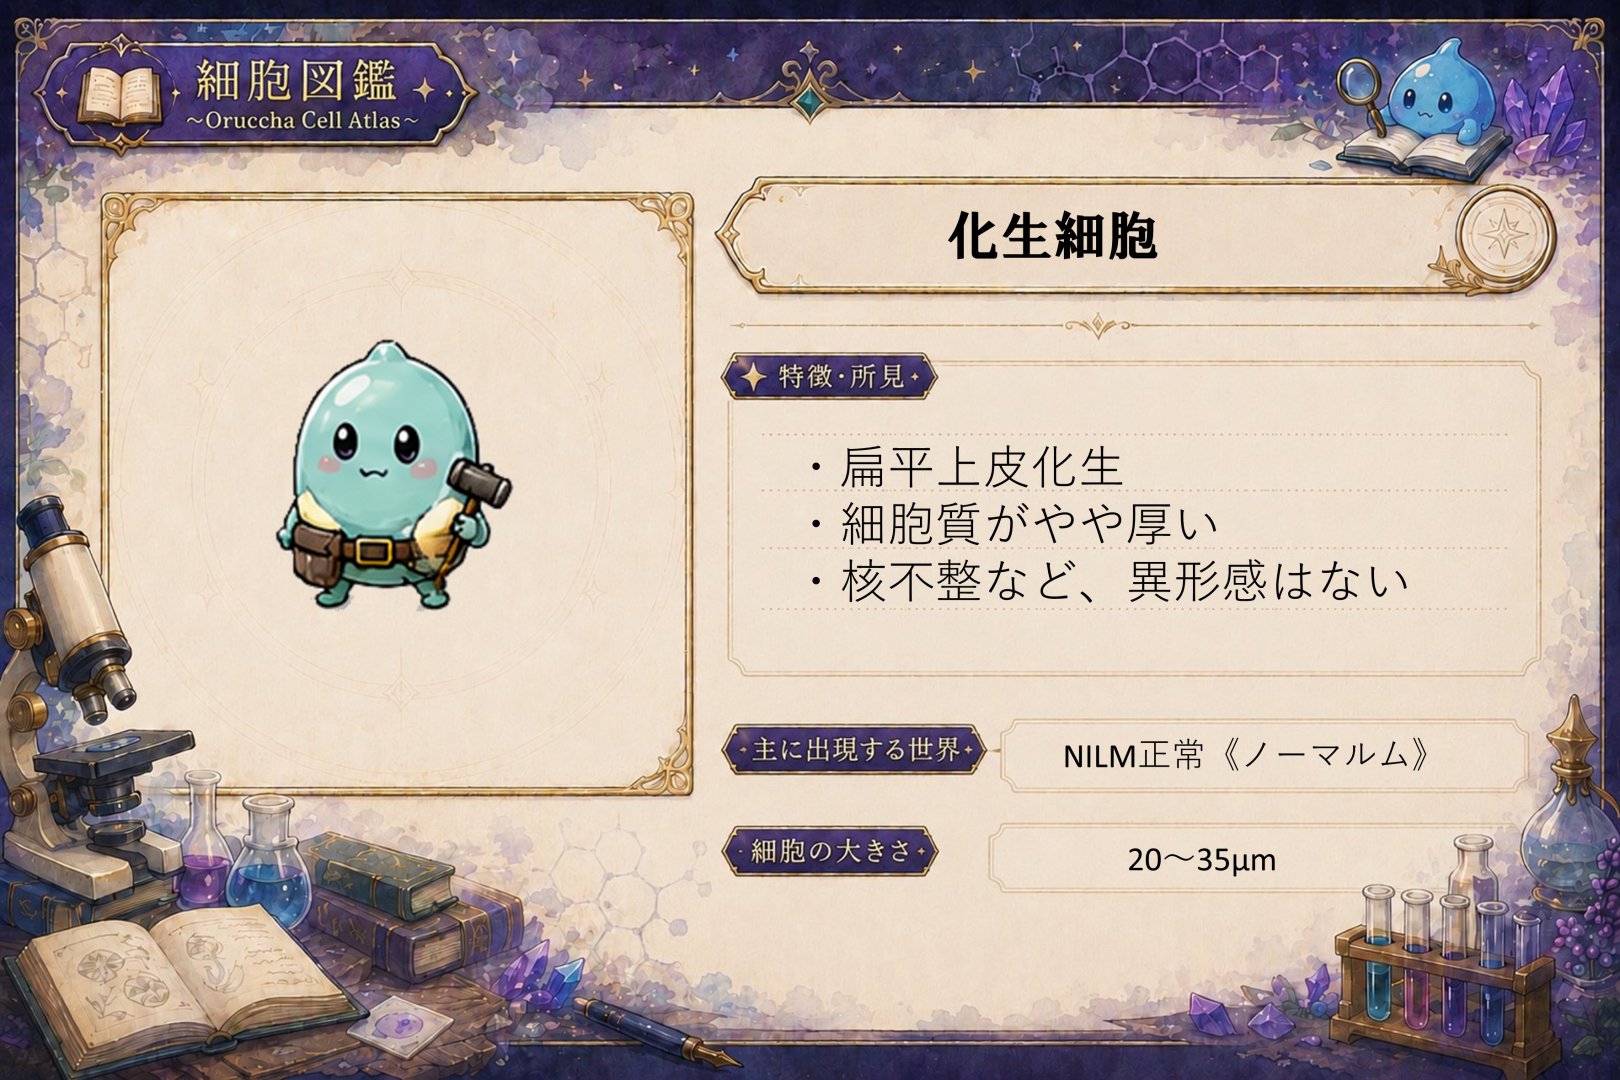 細胞図鑑
~Oruccha Cell Atlas~
化生細胞
特徴・所見
・扁平上皮化生
・細胞質がやや厚い
・核不整など、異形感はない
主に出現する世界
NILM正常《ノーマルム》
細胞の大きさ
20～35μm